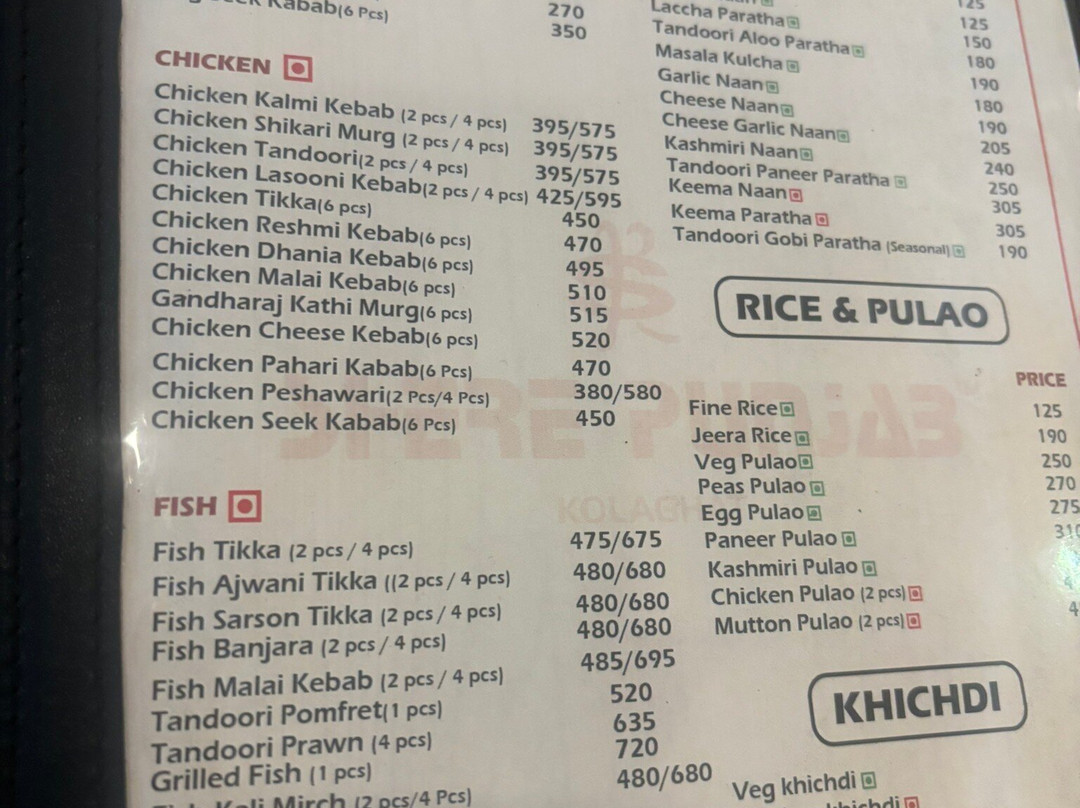 Kabab(6 Pcs) 270
350
CHICKEN
Chicken Kalmi Kebab (2 pcs / 4 pcs) 395/575
Chicken Shikari Murg (2 pcs / 4 pcs) 395/575
Chicken Tandoori(2 pcs / 4 pcs) 395/575
Chicken Lasooni Kebab(2 pcs / 4 pcs) 425/595
Chicken Tikka(6 pcs) 450
Chicken Reshmi Kebab(6 pcs) 470
Chicken Dhania Kebab(6 pcs) 495
Chicken Malai Kebab(6 pcs) 510
Gandharaj Kathi Murg(6 pcs) 515
Chicken Cheese Kebab(6 pcs) 520
Chicken Pahari Kabab(6 Pcs) 470
Chicken Peshawari(2 Pcs/4 Pcs) 380/580
Chicken Seek Kabab(6 Pcs) 450
FISH
Fish Tikka (2 pcs / 4 pcs) 475/675
Fish Ajwani Tikka ((2 pcs / 4 pcs) 480/680
Fish Sarson Tikka (2 pcs / 4 pcs) 480/680
Fish Banjara (2 pcs / 4 pcs) 480/680
Fish Malai Kebab (2 pcs / 4 pcs) 485/695
Tandoori Pomfret(1 pcs) 520
Tandoori Prawn (4 pcs) 635
Grilled Fish (1 pcs) 720
Fish Kali Mirch (2 pcs/4 Pcs) 480/680
125
125
Laccha Paratha 150
Tandoori Aloo Paratha 180
Masala Kulcha 190
Garlic Naan 180
Cheese Naan 190
Cheese Garlic Naan 205
Kashmiri Naan 240
Tandoori Paneer Paratha 250
Keema Naan 305
Keema Paratha 305
Tandoori Gobi Paratha (Seasonal) 190
RICE & PULAO
PRICE
Fine Rice 125
Jeera Rice 190
Veg Pulao 250
Peas Pulao 270
Egg Pulao 275
Paneer Pulao
Kashmiri Pulao
Chicken Pulao (2 pcs)
Mutton Pulao (2 pcs)
KHICHDI
Veg khichdi
khichdi